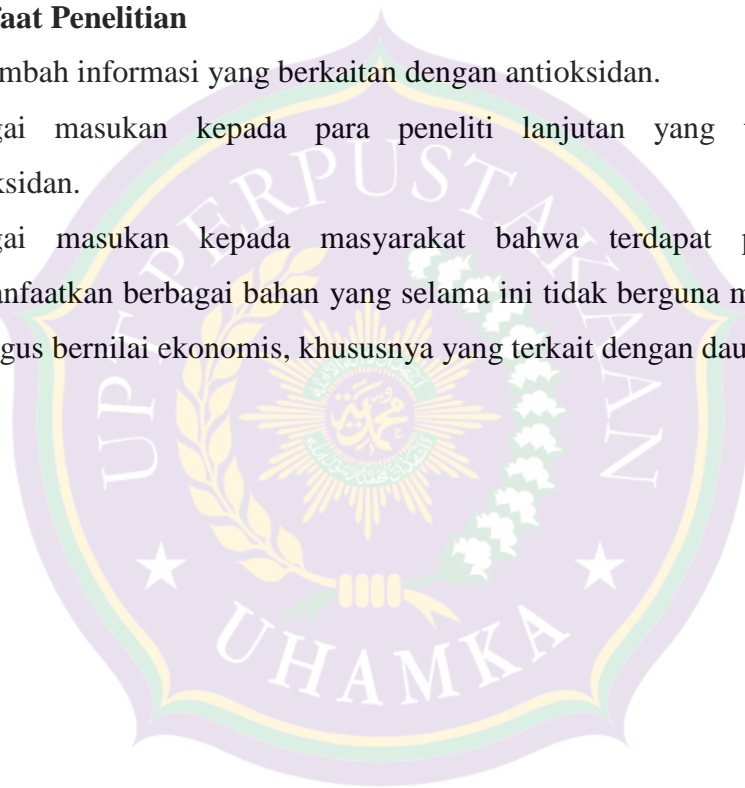 faat Penelitian
mbah informasi yang berkaitan dengan antioksidan.
gai masukan kepada para peneliti lanjutan yang
ksidan.
gai masukan kepada masyarakat bahwa terdapat p
anfaatkan berbagai bahan yang selama ini tidak berguna m
gus bernilai ekonomis, khususnya yang terkait dengan dau
UPT PERPUSTAKAAN
UHAMKA